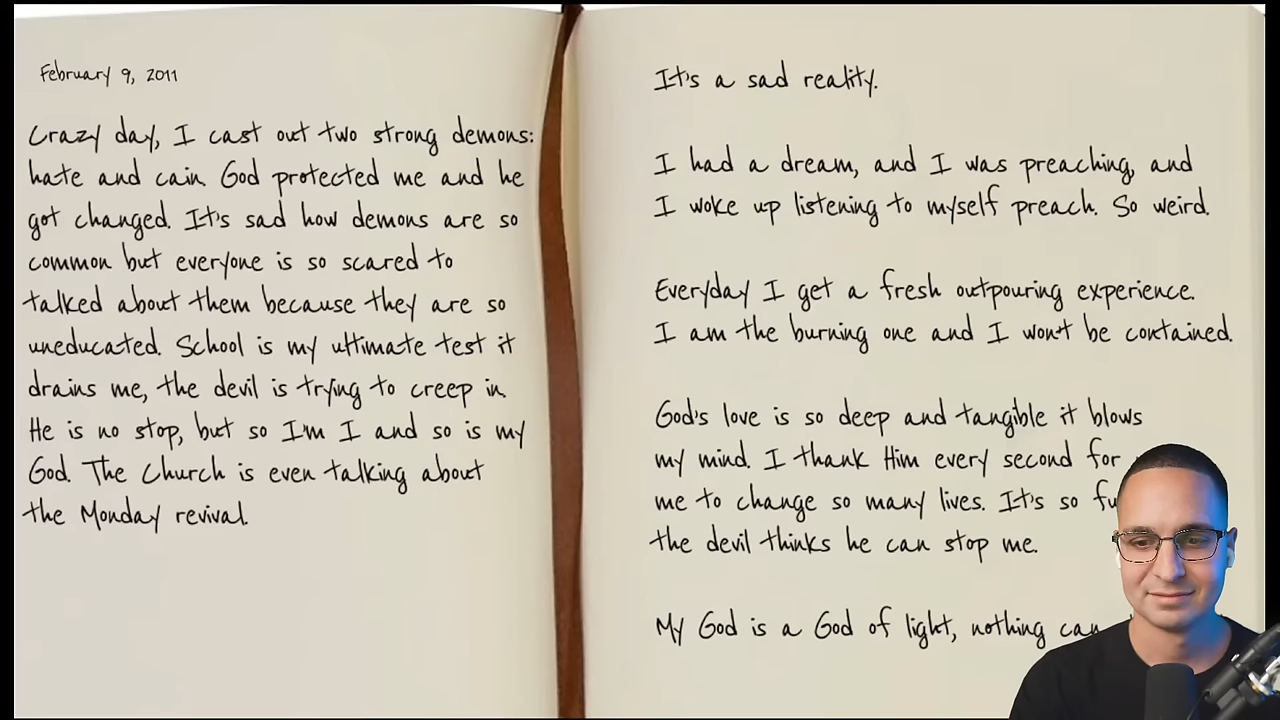 February 9, 2011
Crazy day, I cast out two strong demons:
hate and cain. God protected me and he
got changed. It's sad how demons are so
common but everyone is so scared to
talked about them because they are so
uneducated. School is my ultimate test it
drains me, the devil is trying to creep in.
He is no stop, but so I'm I and so is my
God. The Church is even talking about
the Monday revival.
It's a sad reality.
I had a dream, and I was preaching, and
I woke up listening to myself preach. So weird.
Everyday I get a fresh outpouring experience.
I am the burning one and I won't be contained.
God's love is so deep and tangible it blows
my mind. I thank Him every second for
me to change so many lives. It's so
the devil thinks he can stop me.
My God is a God of light, nothing can